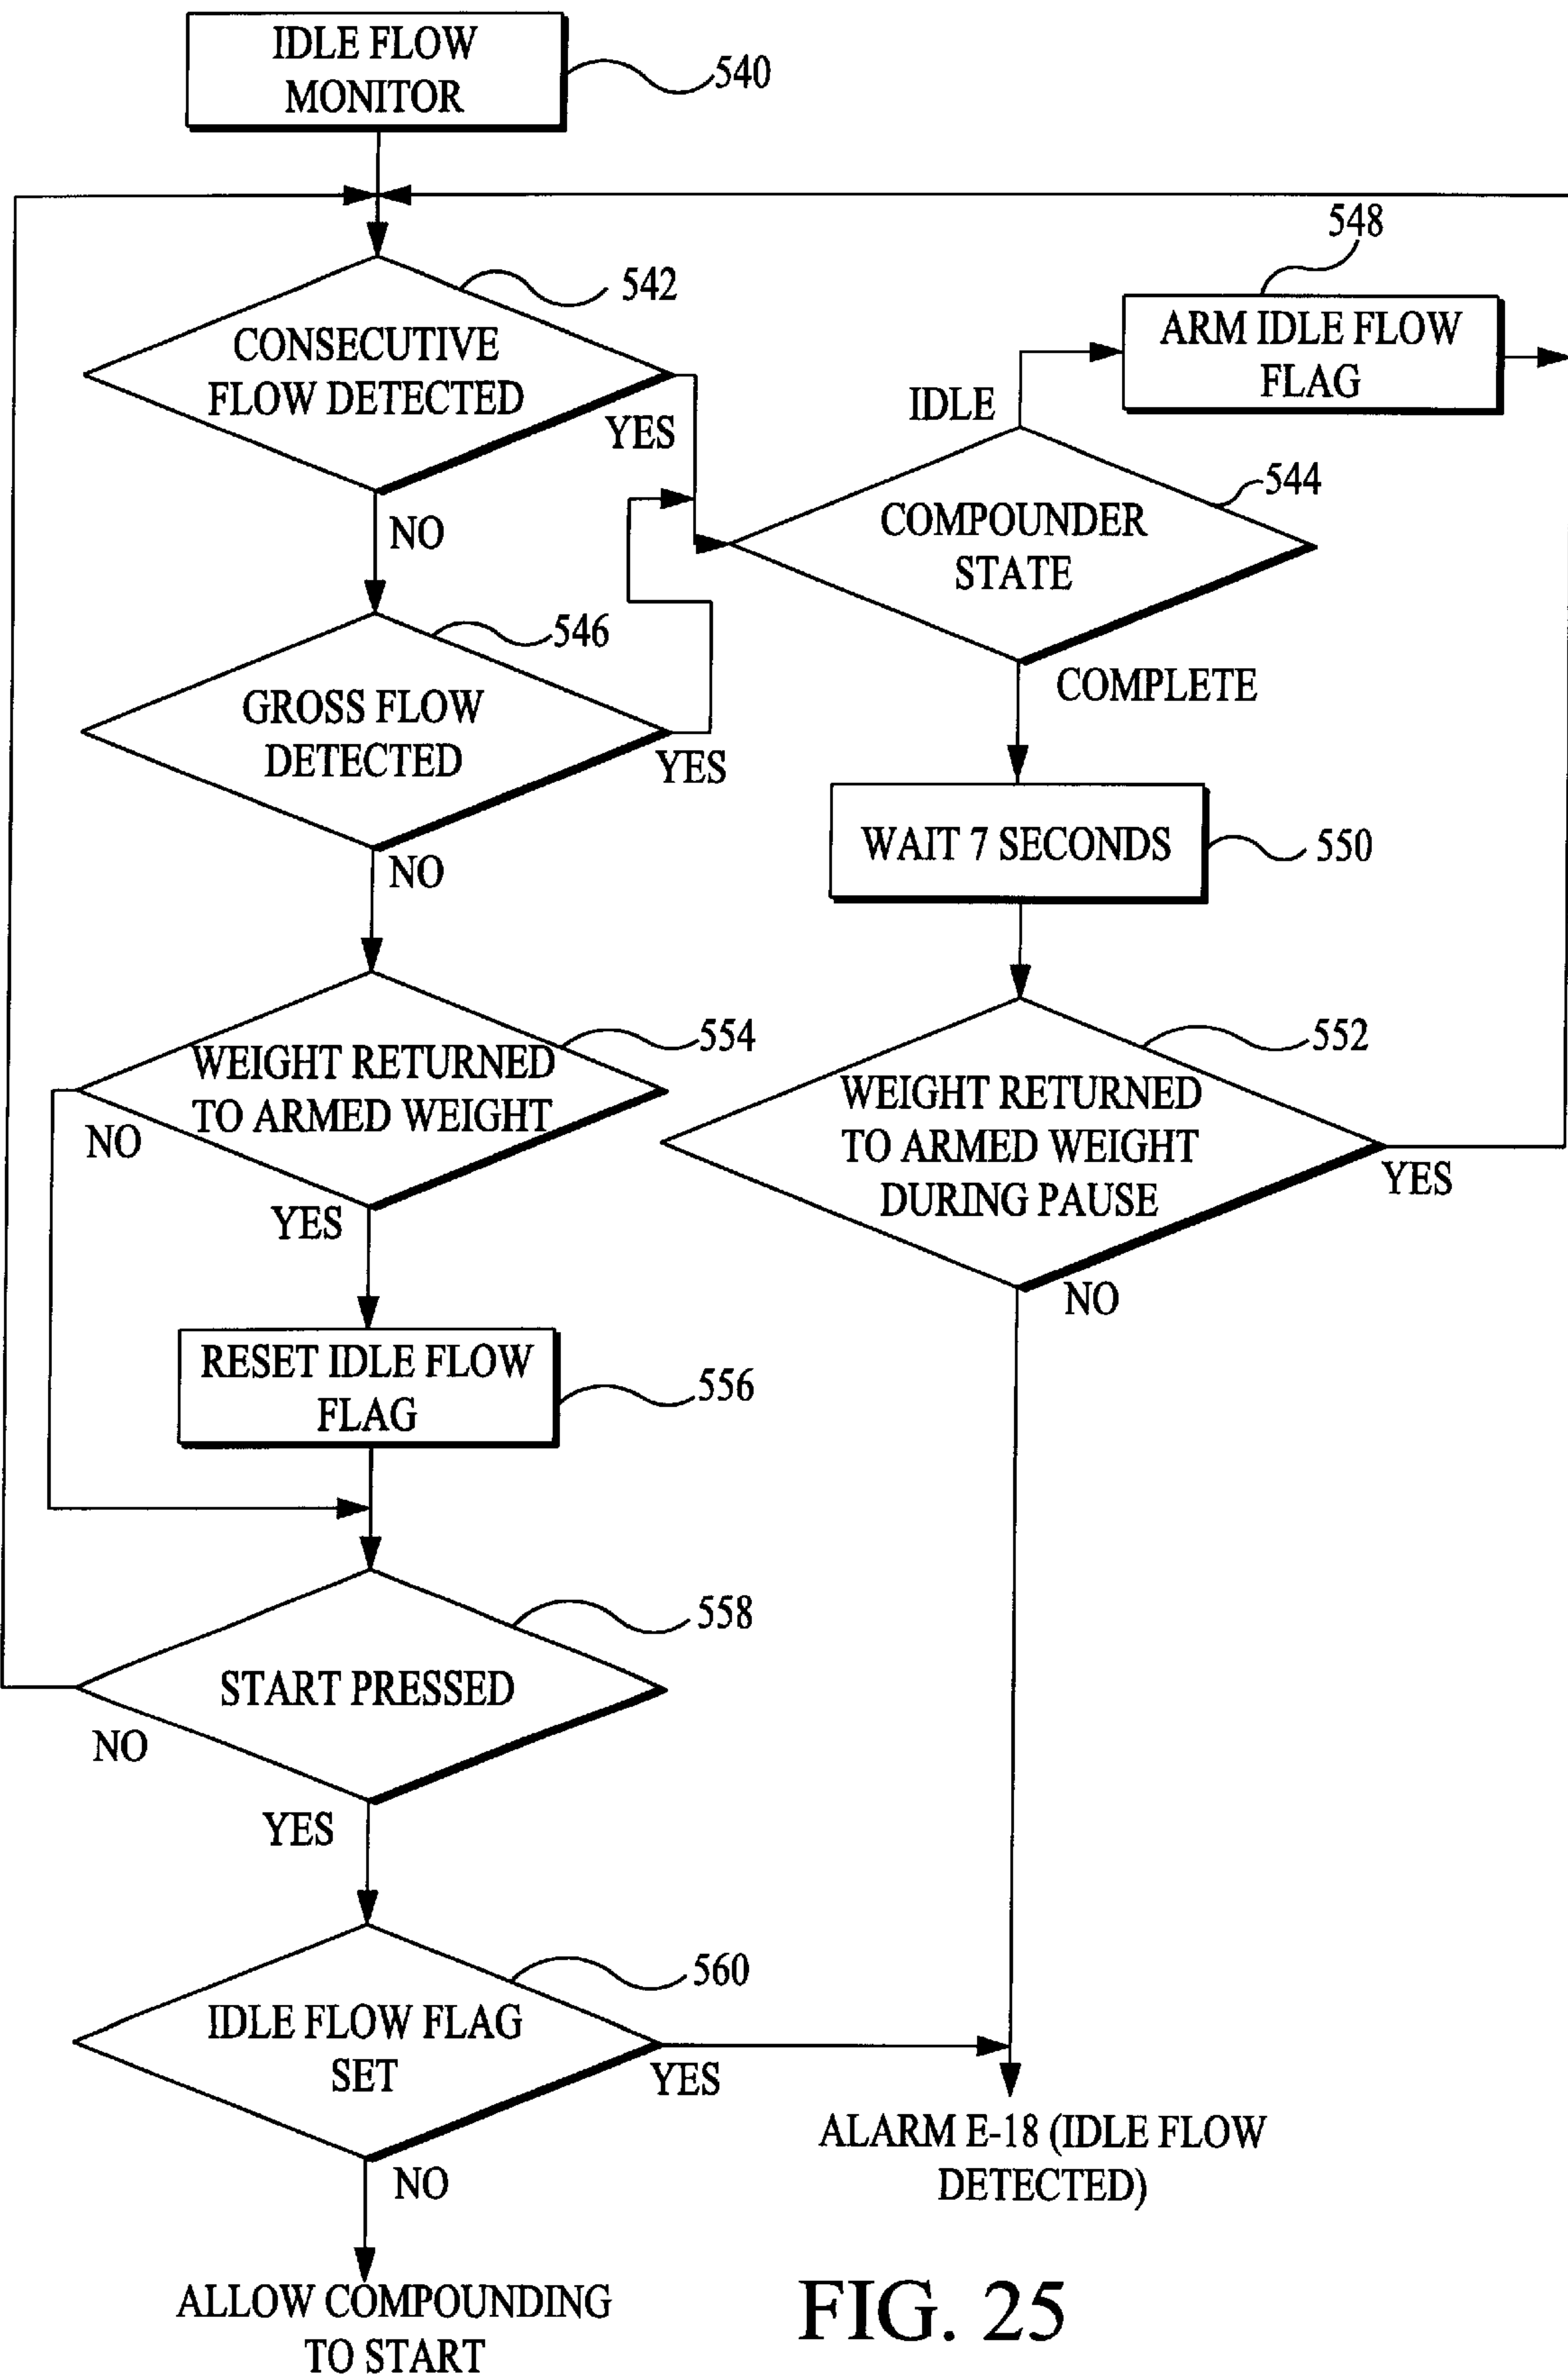 IDLE FLOW
MONITOR
540
542
CONSECUTIVE
FLOW DETECTED
YES
NO
548
ARM IDLE FLOW
FLAG
IDLE
544
COMPOUNDER
STATE
COMPLETE
546
GROSS FLOW
DETECTED
YES
NO
WAIT 7 SECONDS
550
554
WEIGHT RETURNED
TO ARMED WEIGHT
NO
YES
552
WEIGHT RETURNED
TO ARMED WEIGHT
DURING PAUSE
YES
NO
RESET IDLE FLOW
FLAG
556
558
START PRESSED
NO
YES
560
IDLE FLOW FLAG
SET
YES
NO
ALARM E-18 (IDLE FLOW
DETECTED)
ALLOW COMPOUNDING
TO START
FIG. 25